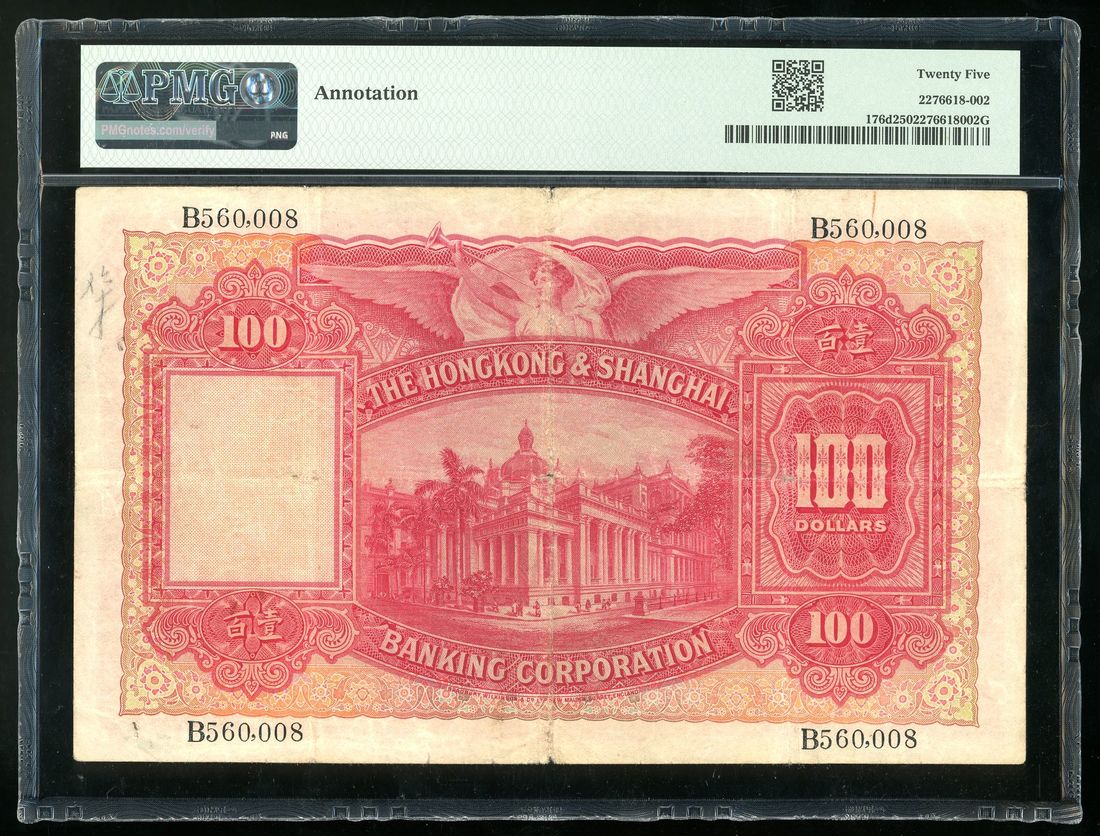 PMG
PMGnotes.com/verify
PNG
Annotation
Twenty Five
2276618-002
176d2502276618002G
B560,008
B560,008
100
百壹
THE HONGKONG & SHANGHAI
100
DOLLARS
百壹
100
BANKING CORPORATION
B560,008
B560,008